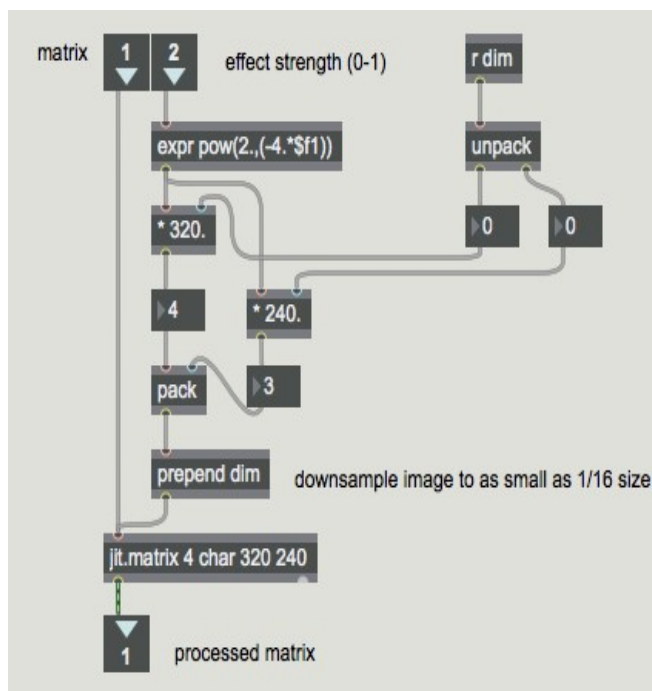 matrix
1
2
effect strength (0-1)
r dim
expr pow(2.,(-4.*$f1))
unpack
* 320.
0
0
4
* 240.
pack
3
prepend dim
downsample image to as small as 1/16 size
jit.matrix 4 char 320 240
1
processed matrix